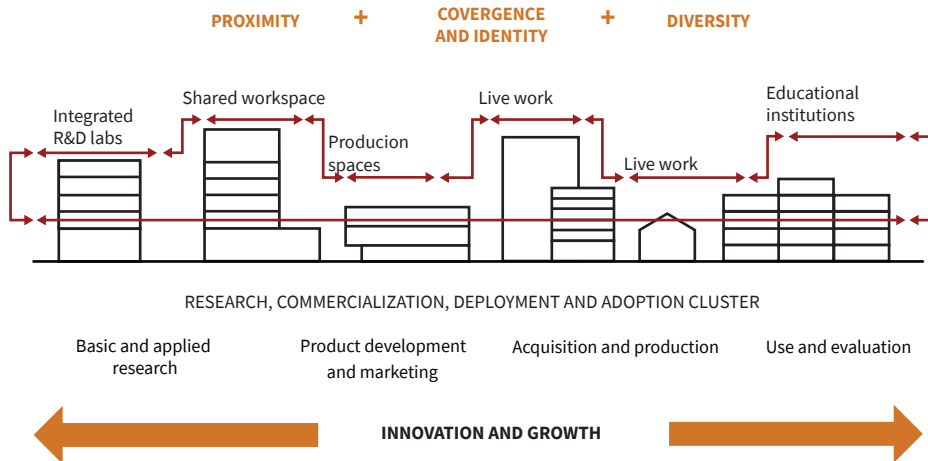 PROXIMITY + COVERGENCE + DIVERSITY
AND IDENTITY
Integrated
R&D labs
Shared workspace
Producion
spaces
Live work
Live work
Educational
institutions
RESEARCH, COMMERCIALIZATION, DEPLOYMENT AND ADOPTION CLUSTER
Basic and applied
research
Product development
and marketing
Acquisition and production
Use and evaluation
INNOVATION AND GROWTH